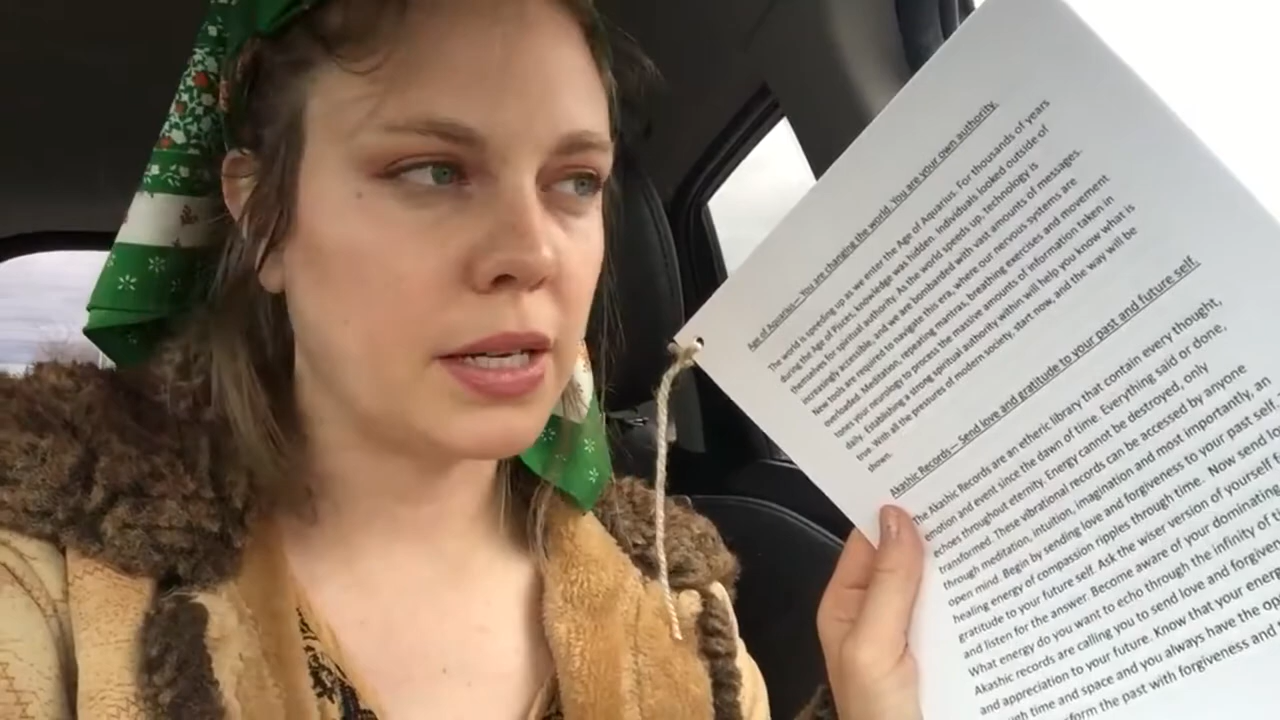 Age of Aquarius— You are changing the world. You are your own authority.
The world is speeding up as we enter the Age of Aquarius. For thousands of years
during the Age of Pisces, knowledge was hidden. Individuals looked outside of
themselves for spiritual authority. As the world speeds up, technology is
increasingly accessible, and we are bombarded with vast amounts of messages.
New tools are required to navigate this era, where our nervous systems are
overloaded. Meditation, repeating mantras, breathing exercises and movement
tones your neurology to process the massive amounts of information taken in
daily. Establishing a strong spiritual authority within will help you know what is
true. With all the pressures of modern society, start now, and the way will be
shown.
Akashic Records— Send love and gratitude to your past and future self.
The Akashic Records are an etheric library that contain every thought,
emotion and event since the dawn of time. Everything said or done,
echoes throughout eternity. Energy cannot be destroyed, only
transformed. These vibrational records can be accessed by anyone
through meditation, intuition, imagination and most importantly, an
open mind. Begin by sending love and forgiveness to your past self.
healing energy of compassion ripples through time. Now send lo
gratitude to your future self. Ask the wiser version of yourself f
and listen for the answer. Become aware of your dominating
What energy do you want to echo through the infinity of
Akashic records are calling you to send love and forgiven
and appreciation to your future. Know that your energ
gh time and space and you always have the op
form the past with forgiveness and